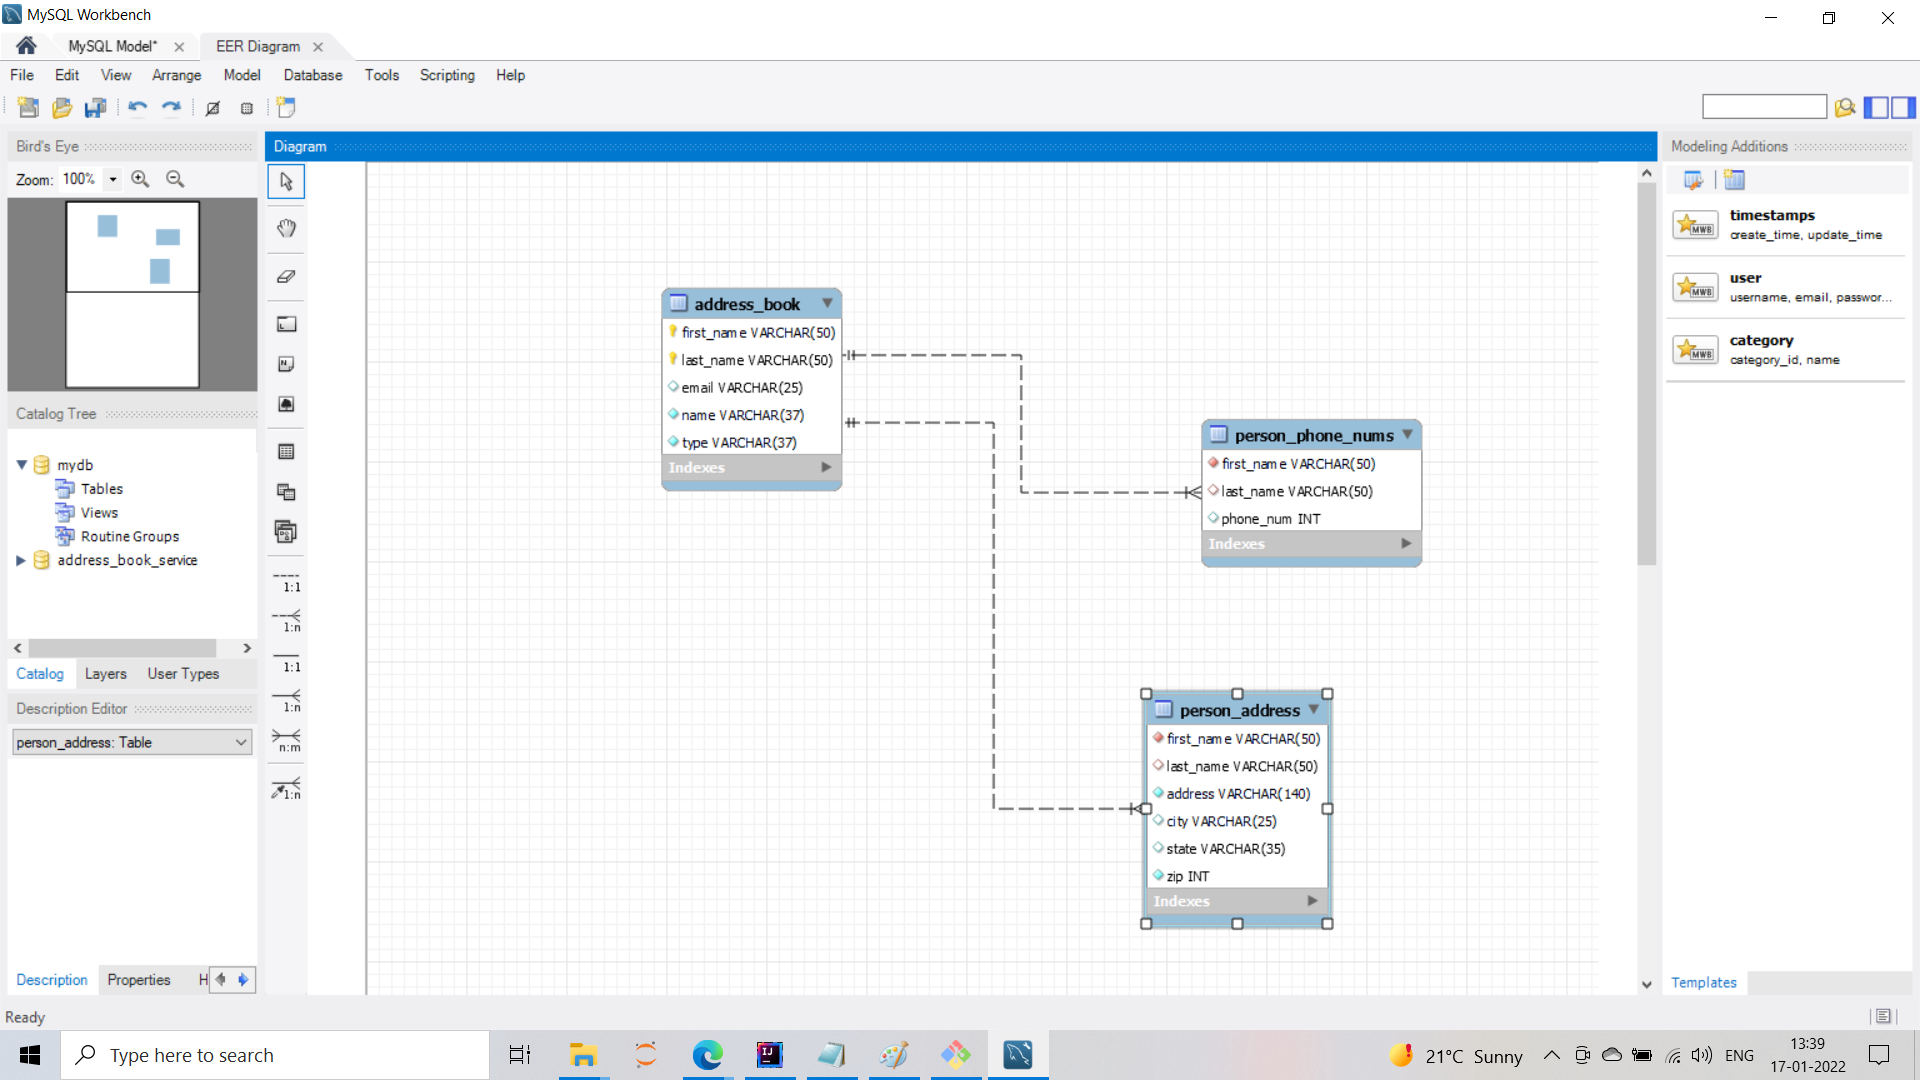 MySQL Workbench
MySQL Model*
EER Diagram
File Edit View Arrange Model Database Tools Scripting Help
Bird's Eye
Zoom: 100%
Catalog Tree
mydb
Tables
Views
Routine Groups
address_book_service
Catalog Layers User Types
Description Editor
person_address: Table
Description Properties H
Ready
Diagram
1:1
1:n
1:1
1:n
n:m
1:n
address_book
first_name VARCHAR(50)
last_name VARCHAR(50)
email VARCHAR(25)
name VARCHAR(37)
type VARCHAR(37)
Indexes
person_phone_nums
first_name VARCHAR(50)
last_name VARCHAR(50)
phone_num INT
Indexes
person_address
first_name VARCHAR(50)
last_name VARCHAR(50)
address VARCHAR(140)
city VARCHAR(25)
state VARCHAR(35)
zip INT
Indexes
Modeling Additions
MWB
timestamps
create_time, update_time
MWB
user
username, email, passwor...
MWB
category
category_id, name
Templates
Type here to search
IJ
21°C Sunny
ENG
13:39
17-01-2022